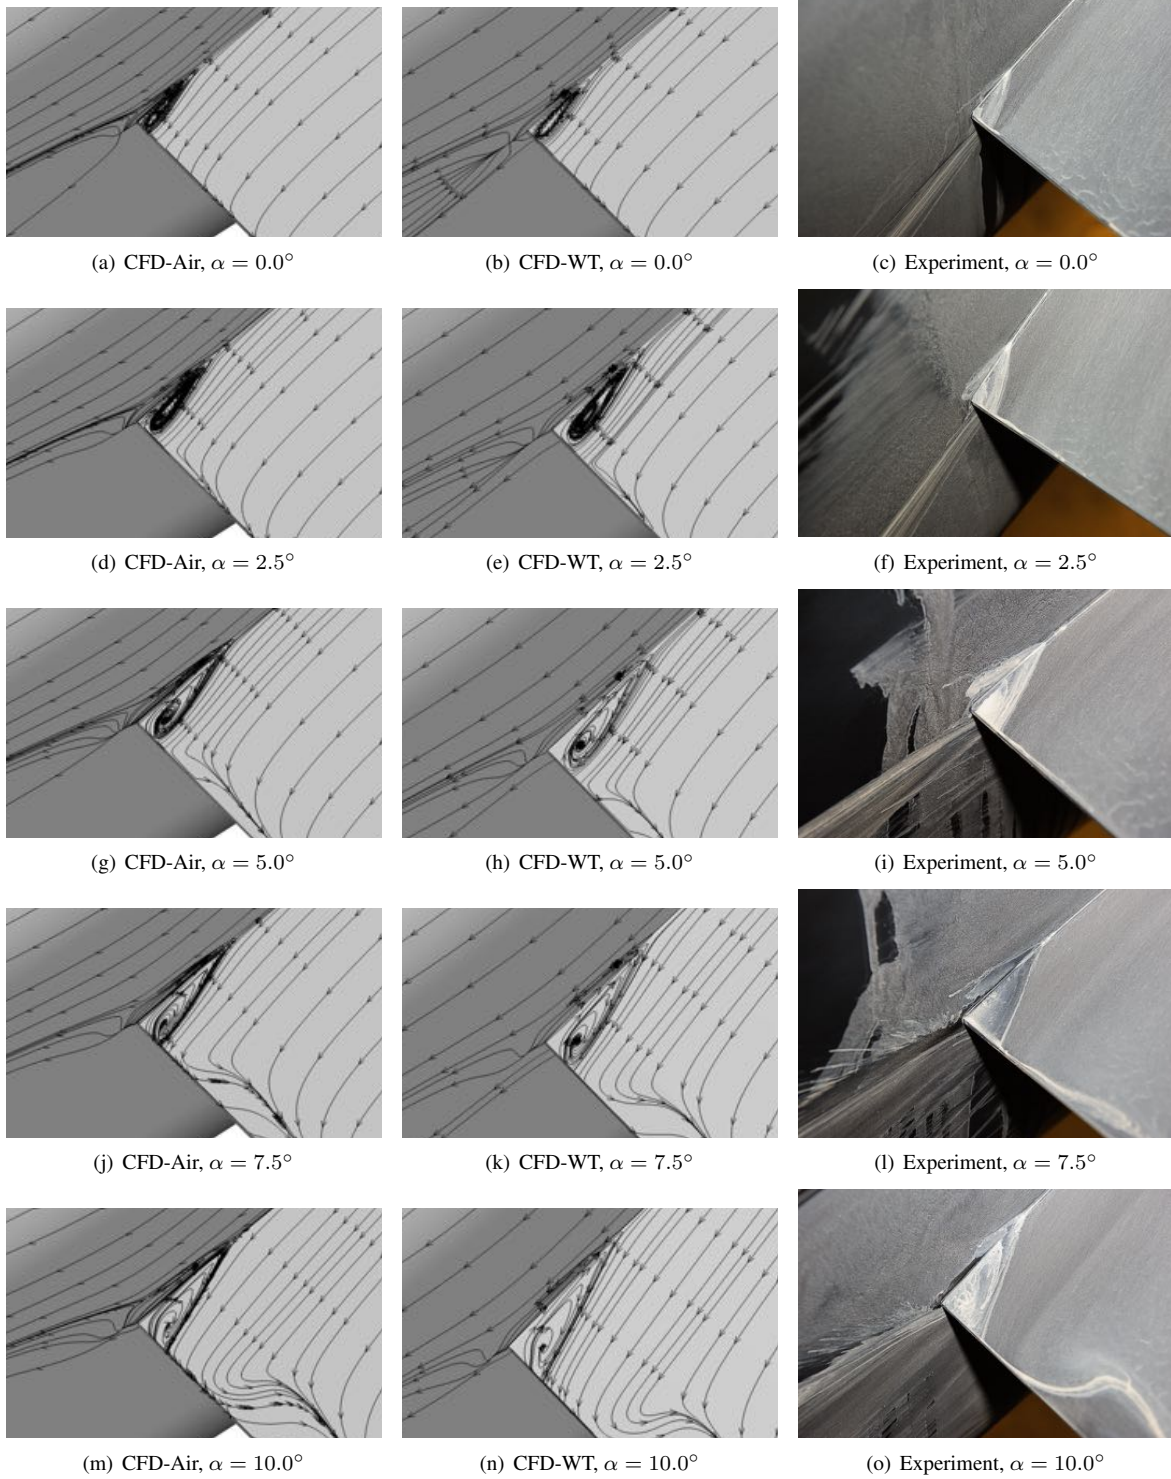 (a) CFD-Air, α = 0.0°
(b) CFD-WT, α = 0.0°
(c) Experiment, α = 0.0°
(d) CFD-Air, α = 2.5°
(e) CFD-WT, α = 2.5°
(f) Experiment, α = 2.5°
(g) CFD-Air, α = 5.0°
(h) CFD-WT, α = 5.0°
(i) Experiment, α = 5.0°
(j) CFD-Air, α = 7.5°
(k) CFD-WT, α = 7.5°
(l) Experiment, α = 7.5°
(m) CFD-Air, α = 10.0°
(n) CFD-WT, α = 10.0°
(o) Experiment, α = 10.0°